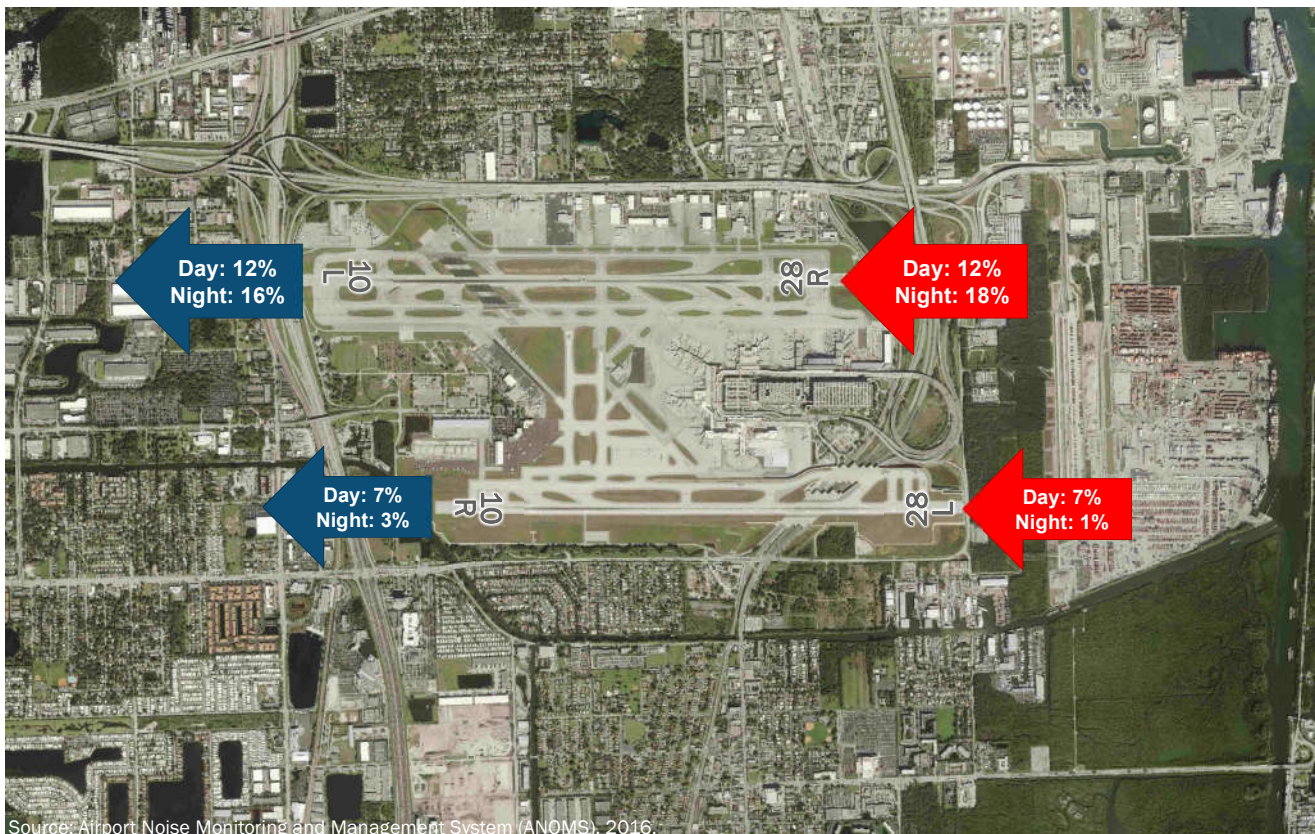 Day: 12%
Night: 16%
10
L
28
R
Day: 12%
Night: 18%
Day: 7%
Night: 3%
10
R
28
L
Day: 7%
Night: 1%
Source: Airport Noise Monitoring and Management System (ANOMS), 2016.